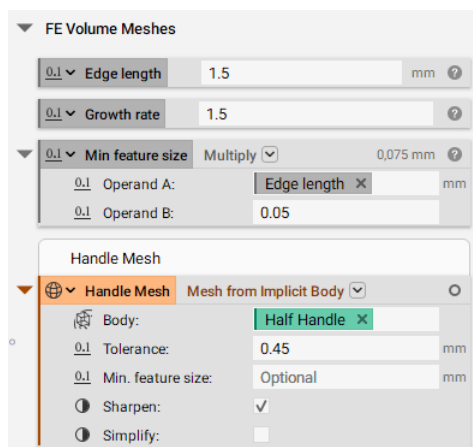 FE Volume Meshes
0.1 Edge length 1.5 mm ?
0.1 Growth rate 1.5 ?
0.1 Min feature size Multiply 0,075 mm ?
0.1 Operand A: Edge length × mm
0.1 Operand B: 0.05
Handle Mesh
Handle Mesh Mesh from Implicit Body
Body: Half Handle ×
0.1 Tolerance: 0.45 mm
0.1 Min. feature size: Optional mm
Sharpen:
Simplify: